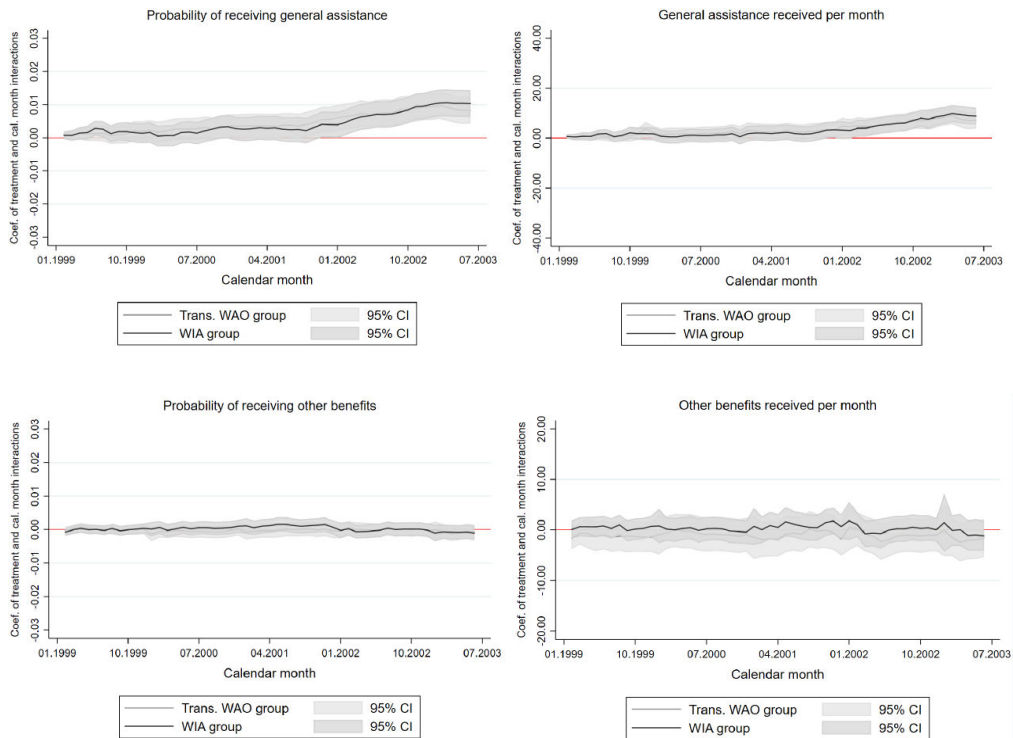 Probability of receiving general assistance
Coef. of treatment and cal. month interactions
0.03
0.02
0.01
0.00
-0.01
-0.02
-0.03
01.1999 10.1999 07.2000 04.2001 01.2002 10.2002 07.2003
Calendar month
Trans. WAO group 95% CI
WIA group 95% CI
General assistance received per month
Coef. of treatment and cal. month interactions
40.00
20.00
0.00
-20.00
-40.00
01.1999 10.1999 07.2000 04.2001 01.2002 10.2002 07.2003
Calendar month
Trans. WAO group 95% CI
WIA group 95% CI
Probability of receiving other benefits
Coef. of treatment and cal. month interactions
0.03
0.02
0.01
0.00
-0.01
-0.02
-0.03
01.1999 10.1999 07.2000 04.2001 01.2002 10.2002 07.2003
Calendar month
Trans. WAO group 95% CI
WIA group 95% CI
Other benefits received per month
Coef. of treatment and cal. month interactions
20.00
10.00
0.00
-10.00
-20.00
01.1999 10.1999 07.2000 04.2001 01.2002 10.2002 07.2003
Calendar month
Trans. WAO group 95% CI
WIA group 95% CI